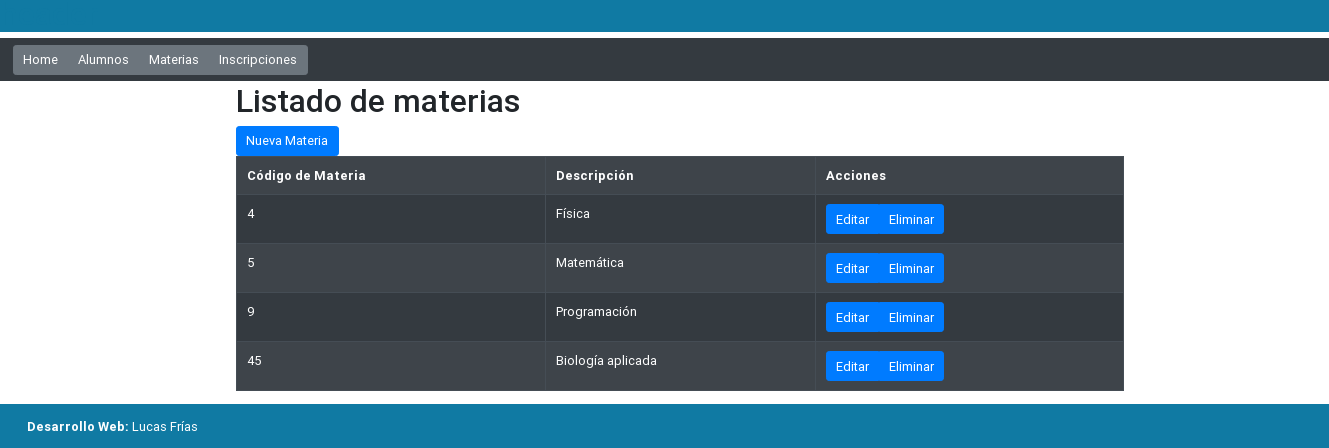 Home Alumnos Materias Inscripciones
Listado de materias
Nueva Materia
Código de Materia Descripción Acciones
4 Física Editar Eliminar
5 Matemática Editar Eliminar
9 Programación Editar Eliminar
45 Biología aplicada Editar Eliminar
Desarrollo Web: Lucas Frías